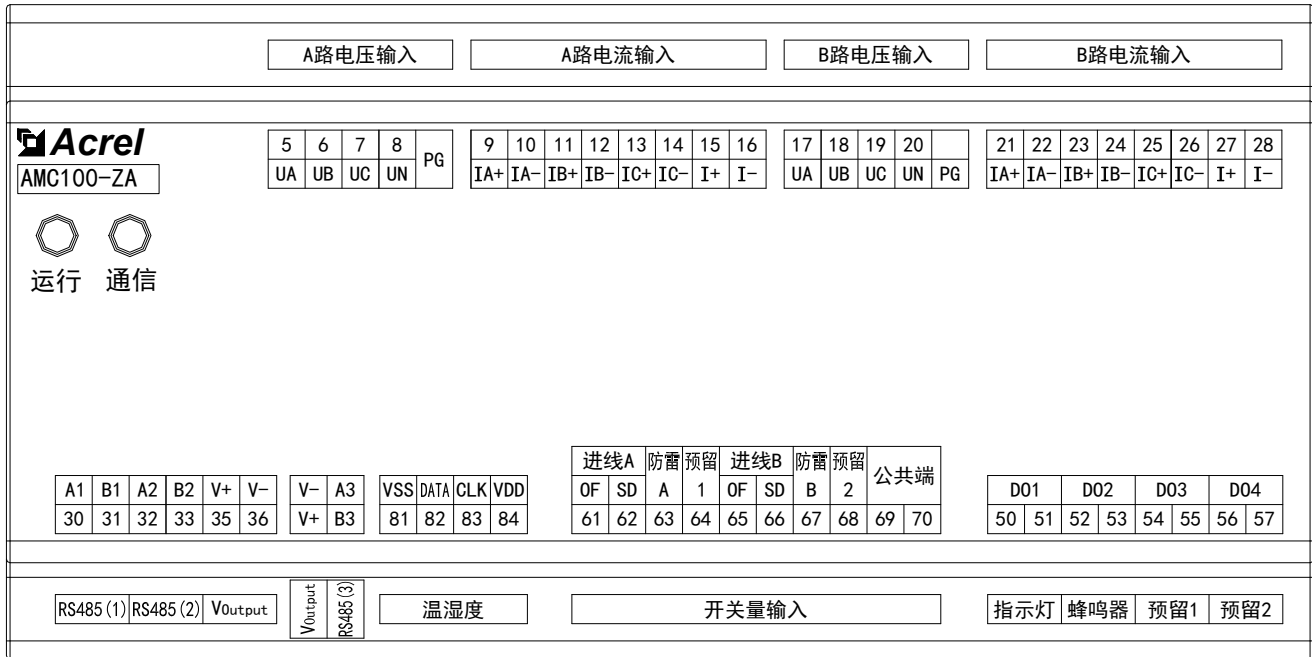 A路电压输入 A路电流输入 B路电压输入 B路电流输入
Acrel
AMC100-ZA
5 6 7 8 PG 9 10 11 12 13 14 15 16 17 18 19 20 21 22 23 24 25 26 27 28
UA UB UC UN IA+ IA- IB+ IB- IC+ IC- I+ I- UA UB UC UN PG IA+ IA- IB+ IB- IC+ IC- I+ I-
运行 通信
进线A 防雷 预留 进线B 防雷 预留 公共端
A1 B1 A2 B2 V+ V- V- A3 VSS DATA CLK VDD OF SD A 1 OF SD B 2 DO1 DO2 DO3 DO4
30 31 32 33 35 36 V+ B3 81 82 83 84 61 62 63 64 65 66 67 68 69 70 50 51 52 53 54 55 56 57
RS485(1) RS485(2) VOutput VOutput RS485(3) 温湿度 开关量输入 指示灯 蜂鸣器 预留1 预留2